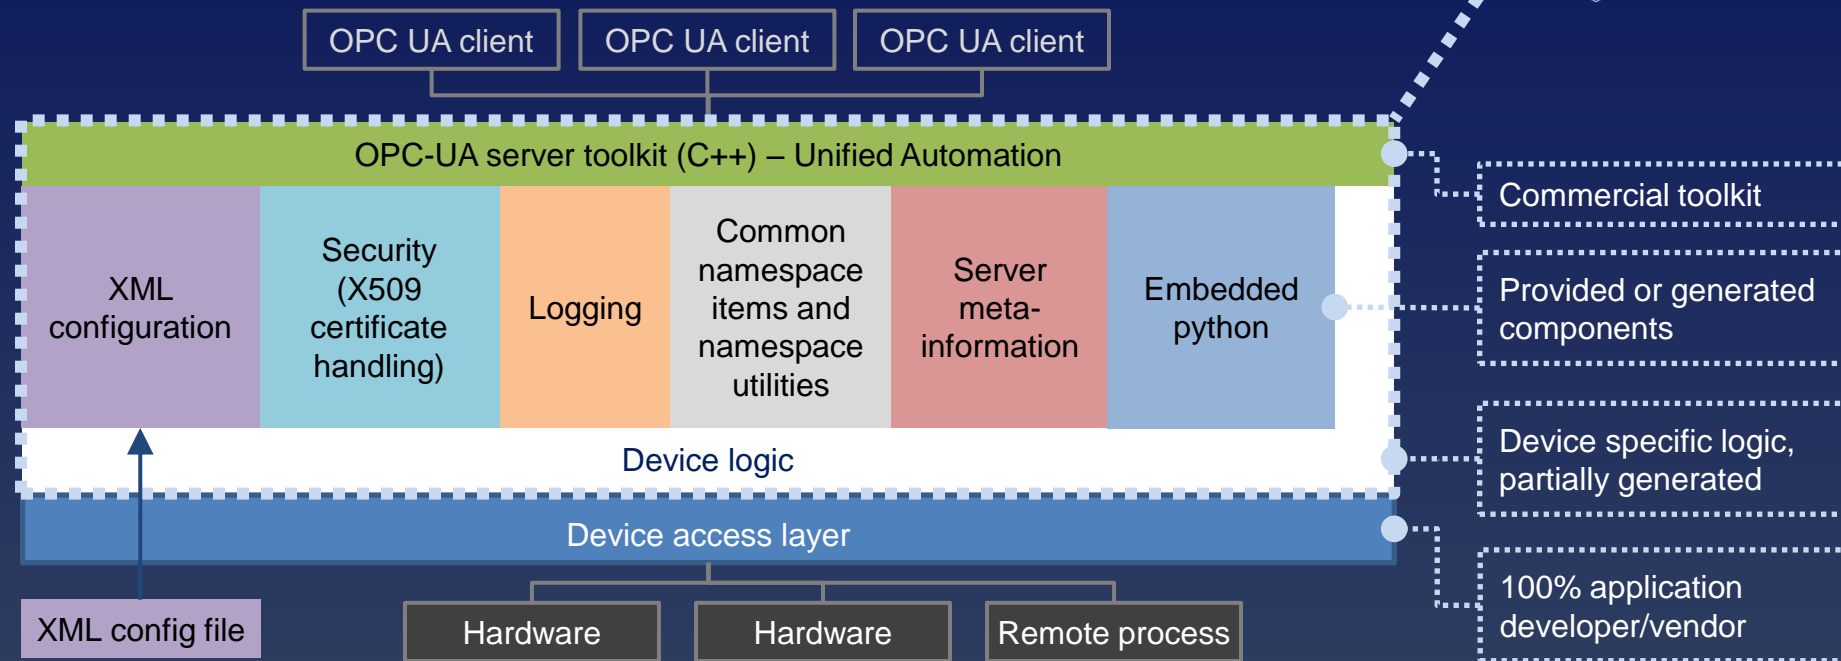 OPC UA client
OPC UA client
OPC UA client
OPC-UA server toolkit (C++) – Unified Automation
XML
configuration
Security
(X509
certificate
handling)
Logging
Common
namespace
items and
namespace
utilities
Server
meta-
information
Embedded
python
Device logic
Device access layer
XML config file
Hardware
Hardware
Remote process
Commercial toolkit
Provided or generated
components
Device specific logic,
partially generated
100% application
developer/vendor